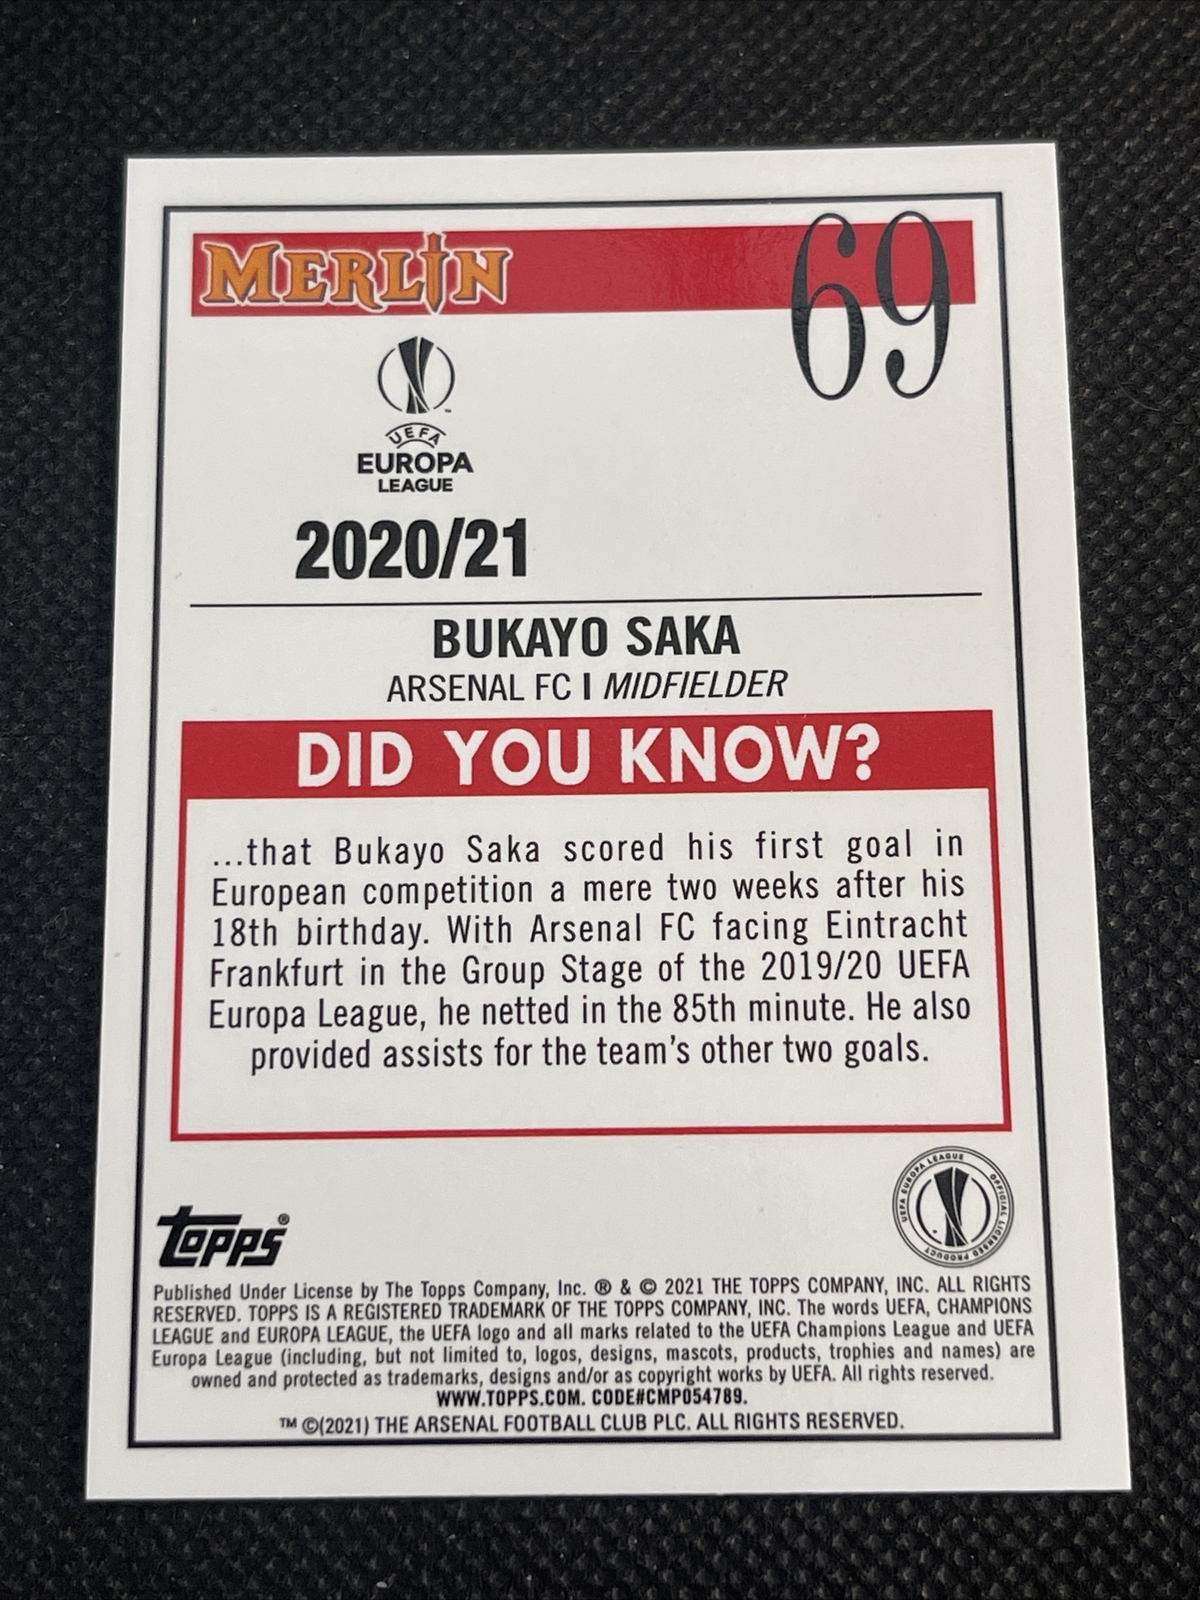 MERLIN
69
UEFA
EUROPA
LEAGUE
2020/21
BUKAYO SAKA
ARSENAL FC | MIDFIELDER
DID YOU KNOW?
...that Bukayo Saka scored his first goal in
European competition a mere two weeks after his
18th birthday. With Arsenal FC facing Eintracht
Frankfurt in the Group Stage of the 2019/20 UEFA
Europa League, he netted in the 85th minute. He also
provided assists for the team's other two goals.
UEFA EUROPA LEAGUE OFFICIAL LICENSED PRODUCT
Topps®
Published Under License by The Topps Company, Inc. ® & © 2021 THE TOPPS COMPANY, INC. ALL RIGHTS
RESERVED. TOPPS IS A REGISTERED TRADEMARK OF THE TOPPS COMPANY, INC. The words UEFA, CHAMPIONS
LEAGUE and EUROPA LEAGUE, the UEFA logo and all marks related to the UEFA Champions League and UEFA
Europa League (including, but not limited to, logos, designs, mascots, products, trophies and names) are
owned and protected as trademarks, designs and/or as copyright works by UEFA. All rights reserved.
WWW.TOPPS.COM. CODE#CMP054789.
™ ©(2021) THE ARSENAL FOOTBALL CLUB PLC. ALL RIGHTS RESERVED.